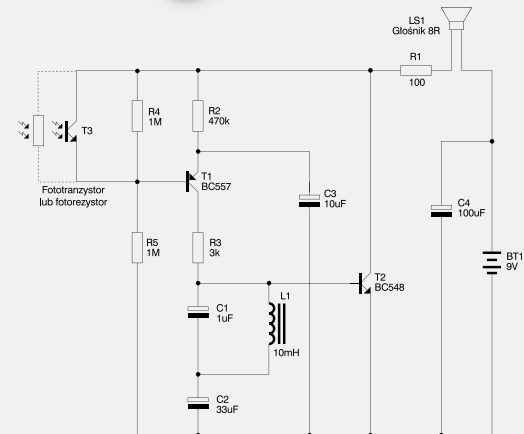 LS1
Głośnik 8R
R1
100
R4
1M
R2
470k
T3
T1
BC557
Fototranzystor
lub fotorezystor
C3
10uF
C4
100uF
R5
1M
R3
3k
BT1
9V
T2
BC548
L1
C1
1uF
10mH
C2
33uF